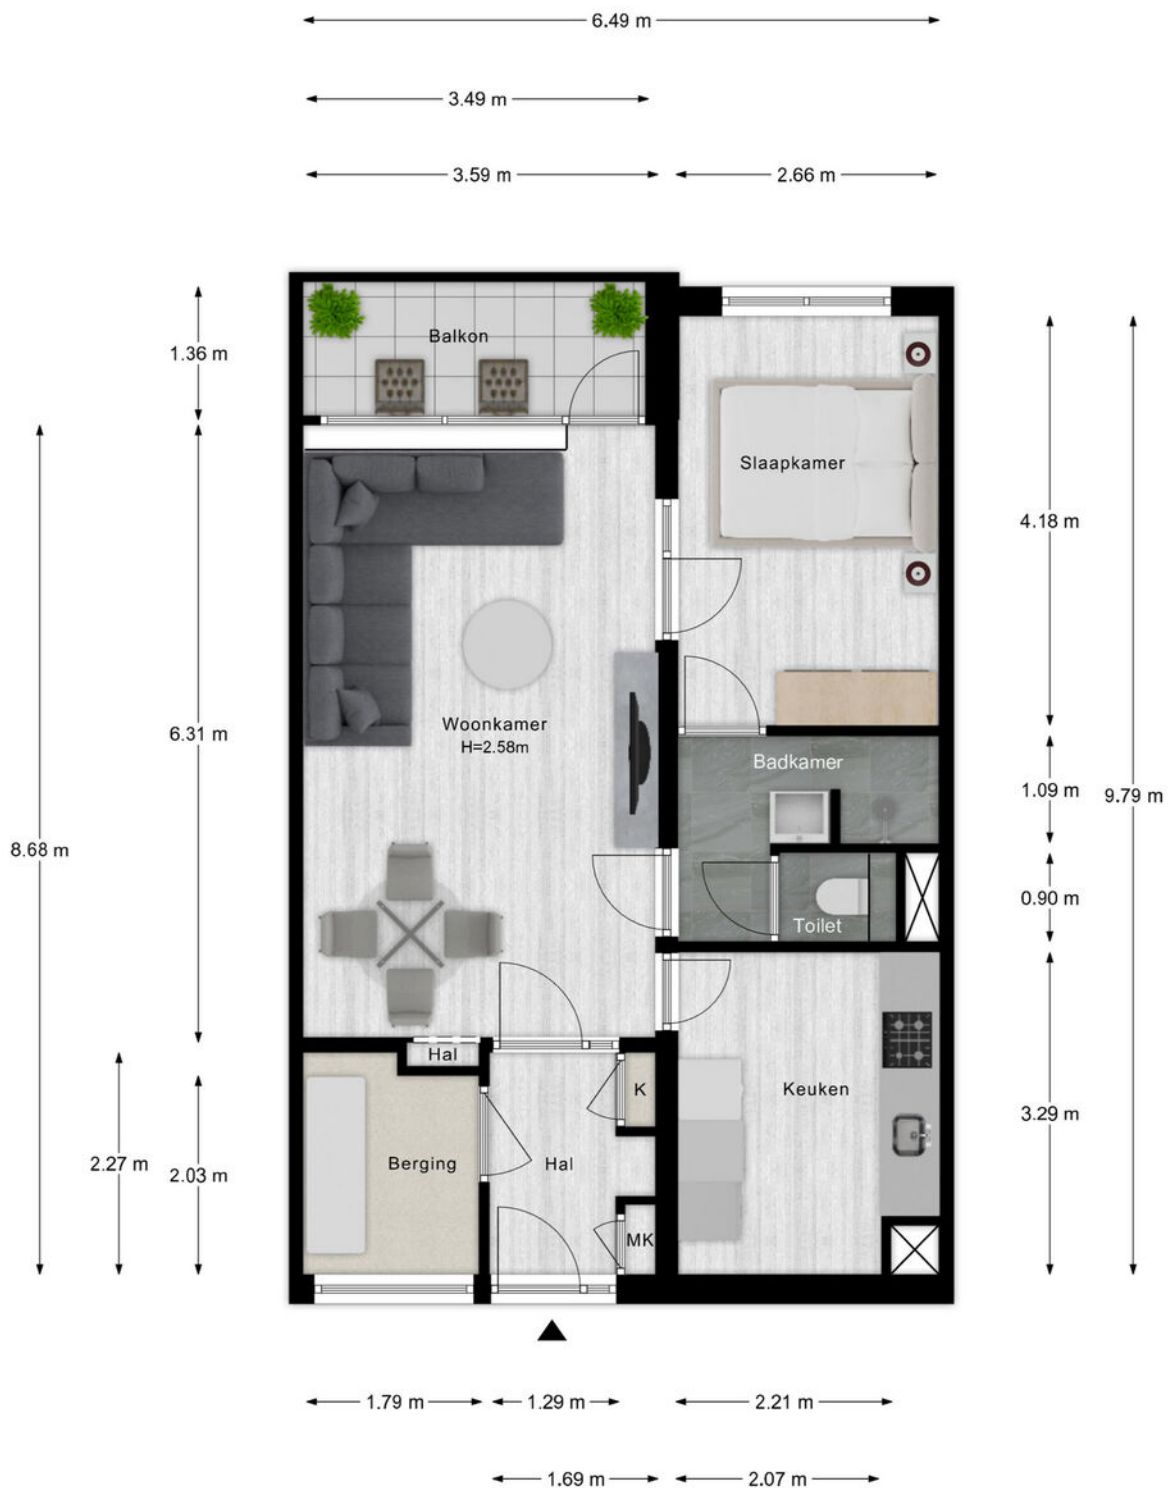 6.49 m
3.49 m
3.59 m
2.66 m
Balkon
1.36 m
Slaapkamer
4.18 m
Woonkamer
H=2.58m
6.31 m
Badkamer
1.09 m
9.79 m
8.68 m
0.90 m
Toilet
Hal
K
Keuken
3.29 m
2.27 m
2.03 m
Berging
Hal
MK
1.79 m
1.29 m
2.21 m
1.69 m
2.07 m